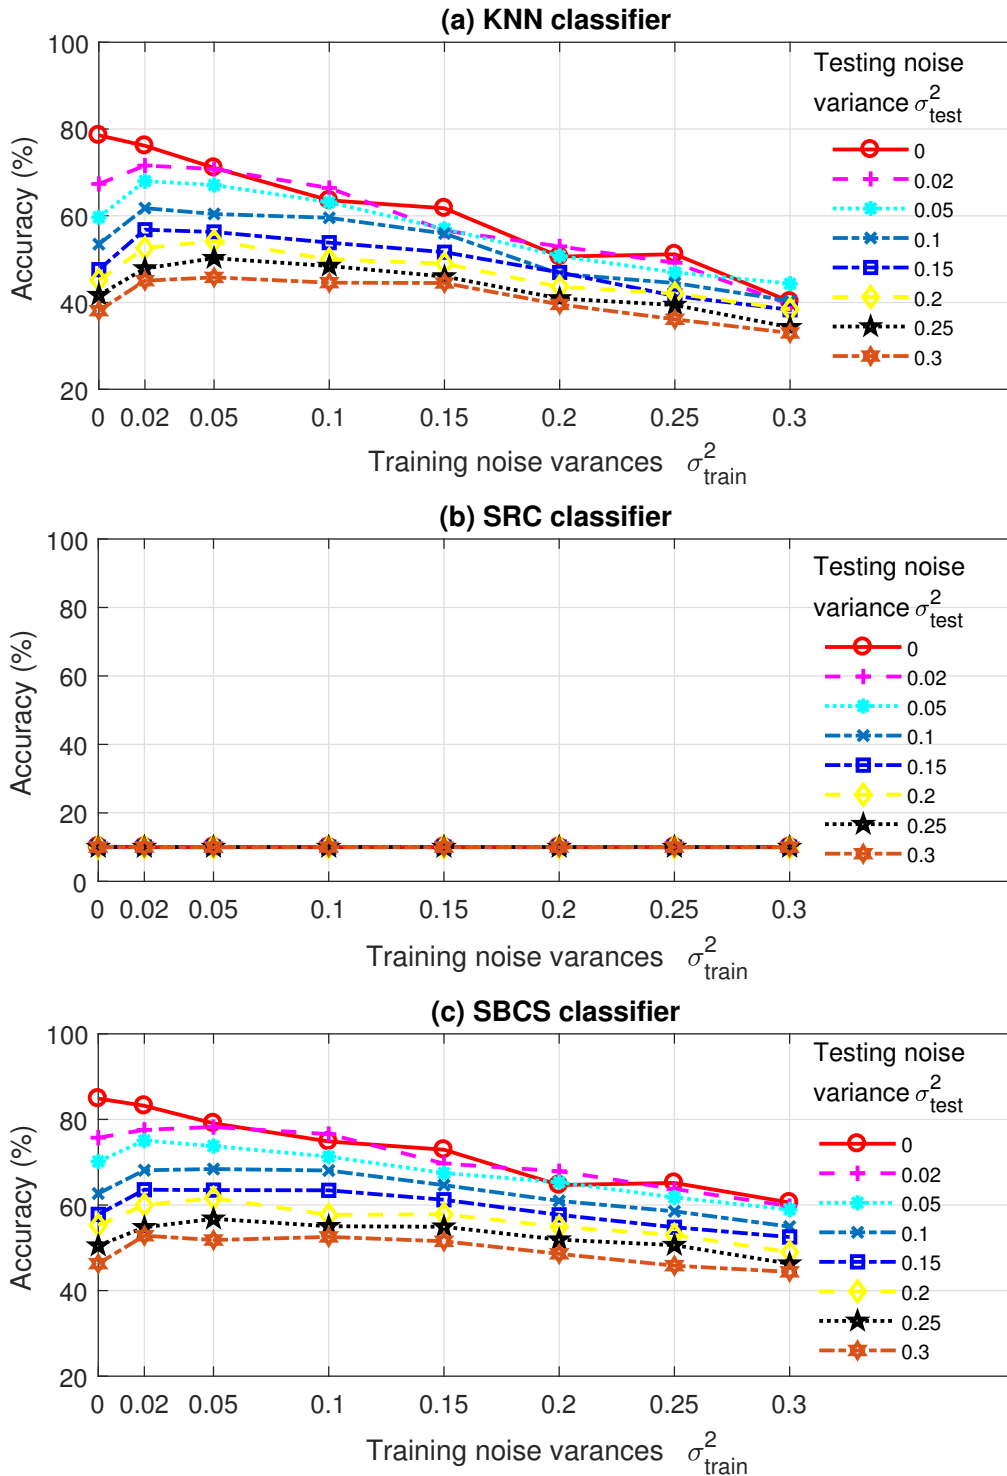 (a) KNN classifier
100
80
60
40
20
Accuracy (%)
0 0.02 0.05 0.1 0.15 0.2 0.25 0.3
Training noise varances σ²train
Testing noise
variance σ²test
0
0.02
0.05
0.1
0.15
0.2
0.25
0.3
(b) SRC classifier
100
80
60
40
20
0
Accuracy (%)
0 0.02 0.05 0.1 0.15 0.2 0.25 0.3
Training noise varances σ²train
Testing noise
variance σ²test
0
0.02
0.05
0.1
0.15
0.2
0.25
0.3
(c) SBCS classifier
100
80
60
40
20
Accuracy (%)
0 0.02 0.05 0.1 0.15 0.2 0.25 0.3
Training noise varances σ²train
Testing noise
variance σ²test
0
0.02
0.05
0.1
0.15
0.2
0.25
0.3